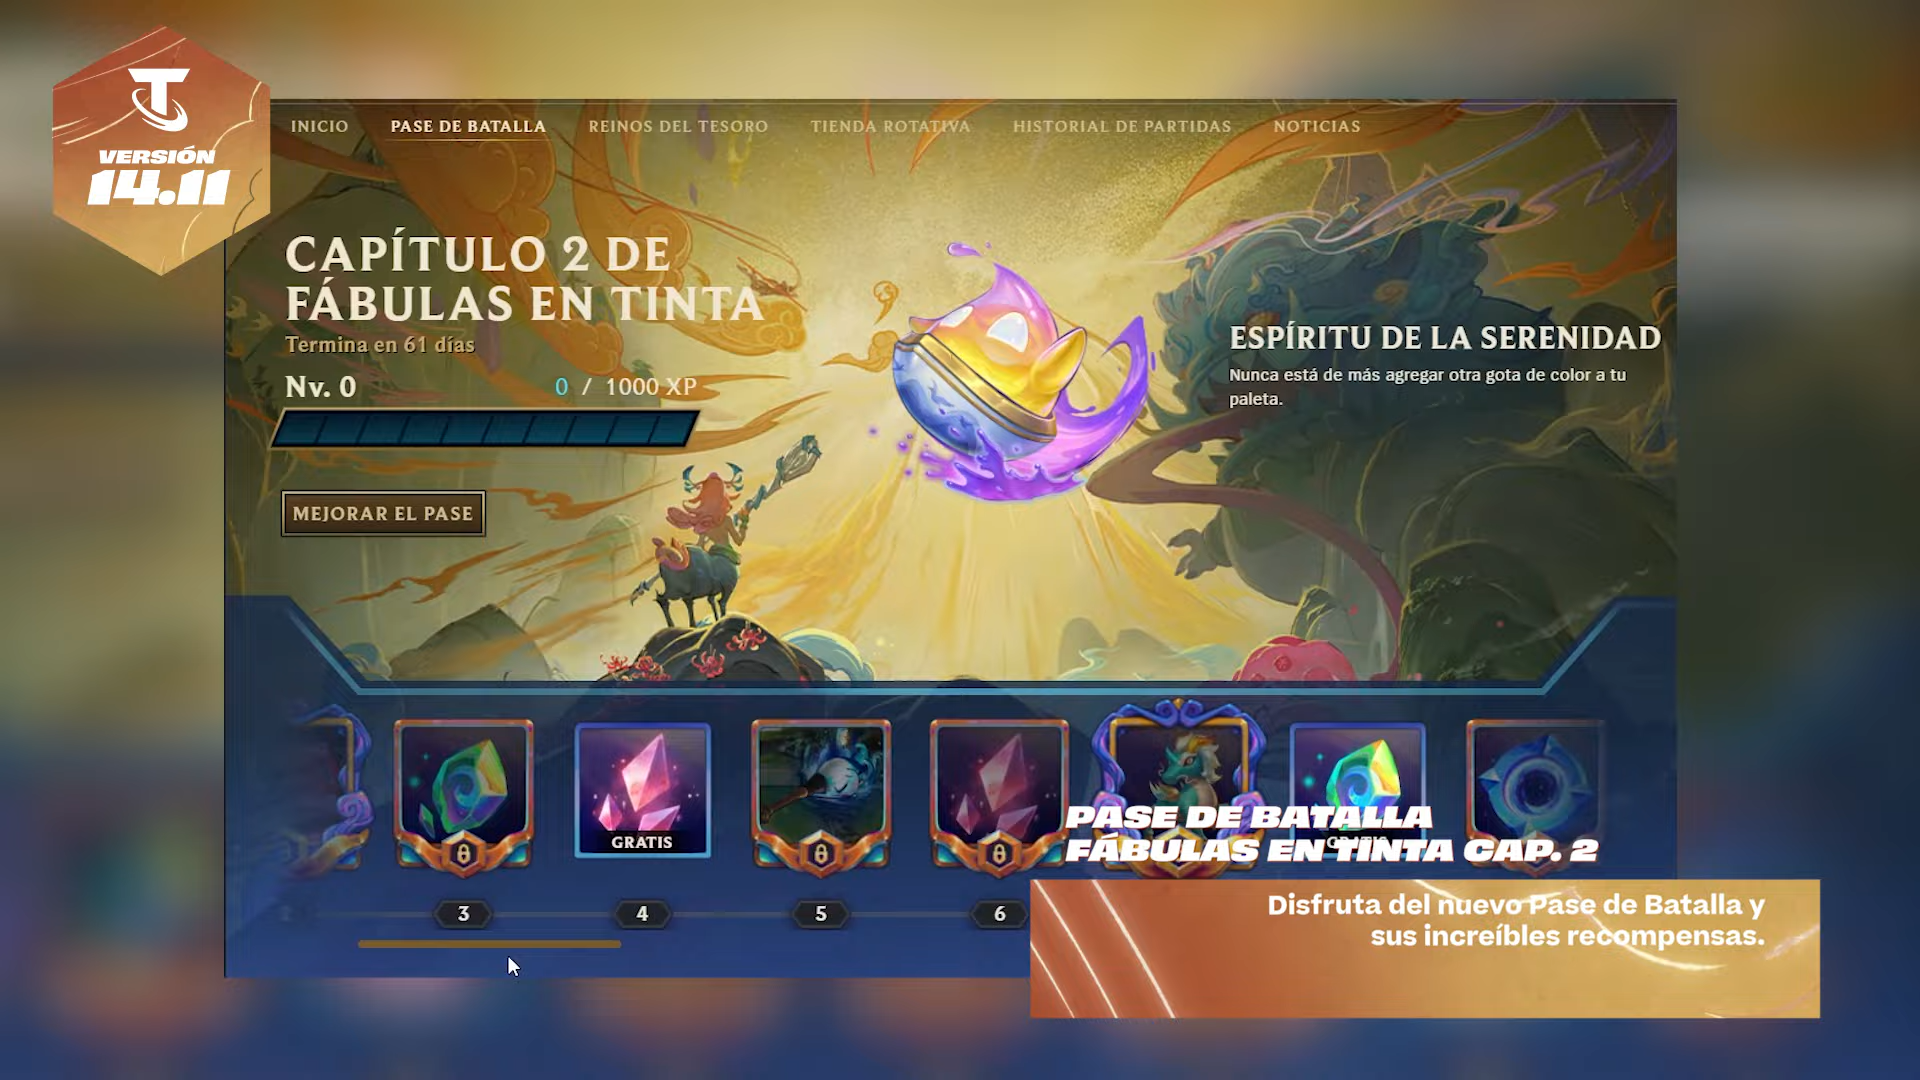 VERSIÓN
14.11
INICIO
PASE DE BATALLA
REINOS DEL TESORO
TIENDA ROTATIVA
HISTORIAL DE PARTIDAS
NOTICIAS
CAPÍTULO 2 DE
FÁBULAS EN TINTA
Termina en 61 días
Nv. 0
0 / 1000 XP
MEJORAR EL PASE
ESPÍRITU DE LA SERENIDAD
Nunca está de más agregar otra gota de color a tu
paleta.
GRATIS
3
4
5
6
PASE DE BATALLA
FÁBULAS EN TINTA CAP. 2
Disfruta del nuevo Pase de Batalla y
sus increíbles recompensas.